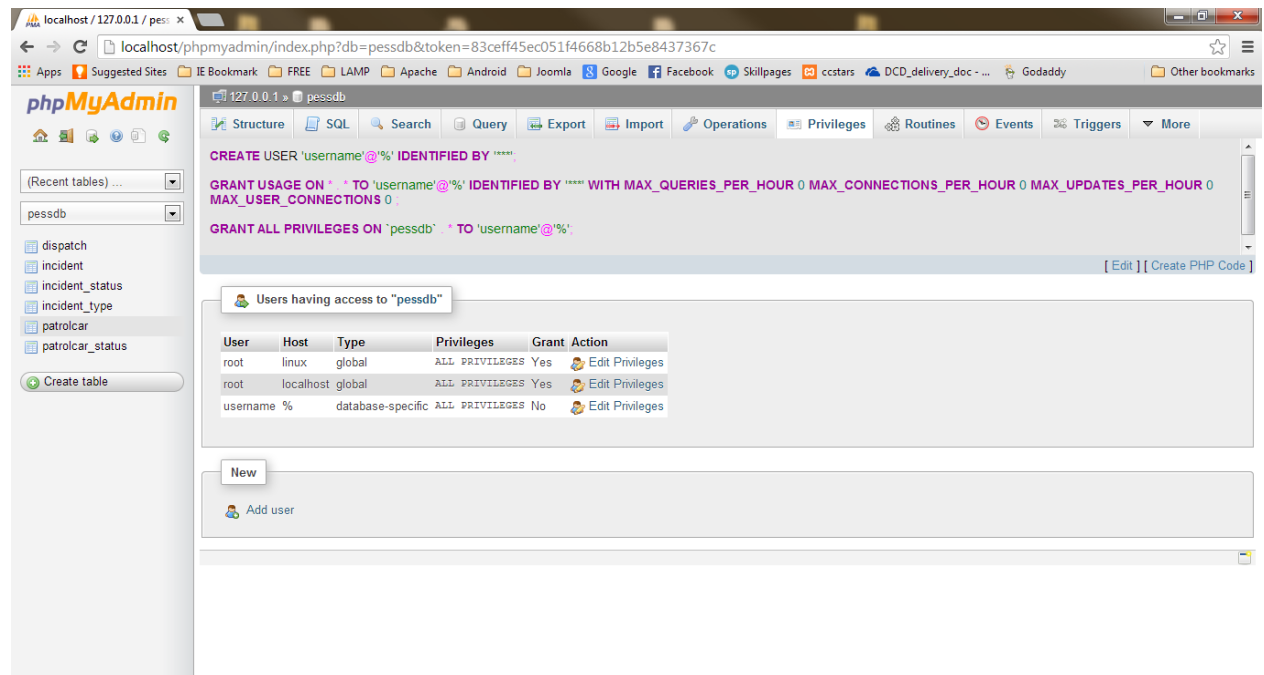 localhost / 127.0.0.1 / pess
localhost/phpmyadmin/index.php?db=pessdb&token=83ceff45ec051f4668b12b5e8437367c
Apps Suggested Sites IE Bookmark FREE LAMP Apache Android Joomla Google Facebook Skillpages ccstars DCD_delivery_doc - ... Godaddy Other bookmarks
phpMyAdmin
127.0.0.1 » pessdb
Structure SQL Search Query Export Import Operations Privileges Routines Events Triggers More
(Recent tables) ...
pessdb
dispatch
incident
incident_status
incident_type
patrolcar
patrolcar_status
Create table
CREATE USER 'username'@'%' IDENTIFIED BY '***';
GRANT USAGE ON * . * TO 'username'@'%' IDENTIFIED BY '***' WITH MAX_QUERIES_PER_HOUR 0 MAX_CONNECTIONS_PER_HOUR 0 MAX_UPDATES_PER_HOUR 0
MAX_USER_CONNECTIONS 0 ;
GRANT ALL PRIVILEGES ON `pessdb` . * TO 'username'@'%';
[ Edit ] [ Create PHP Code ]
Users having access to "pessdb"
User Host Type Privileges Grant Action
root linux global ALL PRIVILEGES Yes Edit Privileges
root localhost global ALL PRIVILEGES Yes Edit Privileges
username % database-specific ALL PRIVILEGES No Edit Privileges
New
Add user